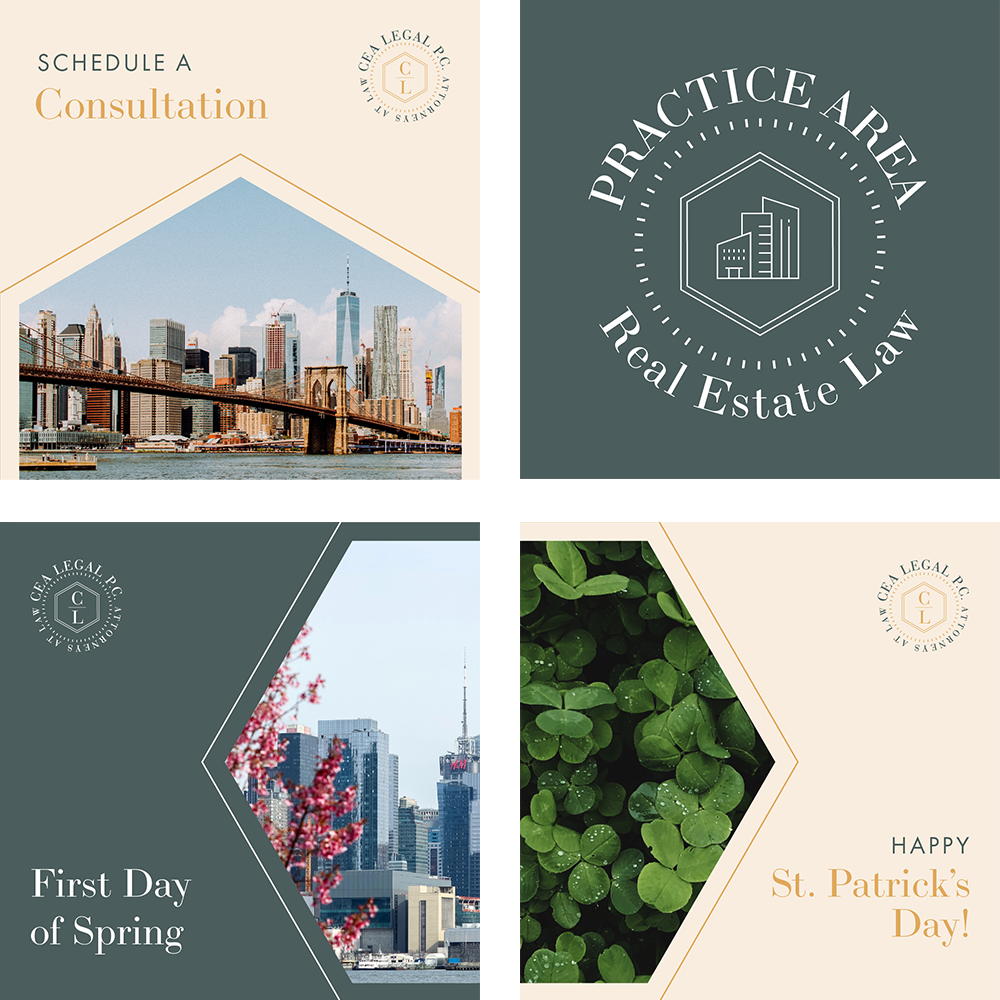 SCHEDULE A
Consultation
CEA LEGAL P.C. ATTORNEYS AT LAW
C
L
PRACTICE AREA
Real Estate Law
CEA LEGAL P.C. ATTORNEYS AT LAW
C
L
First Day
of Spring
CEA LEGAL P.C. ATTORNEYS AT LAW
C
L
HAPPY
St. Patrick's
Day!